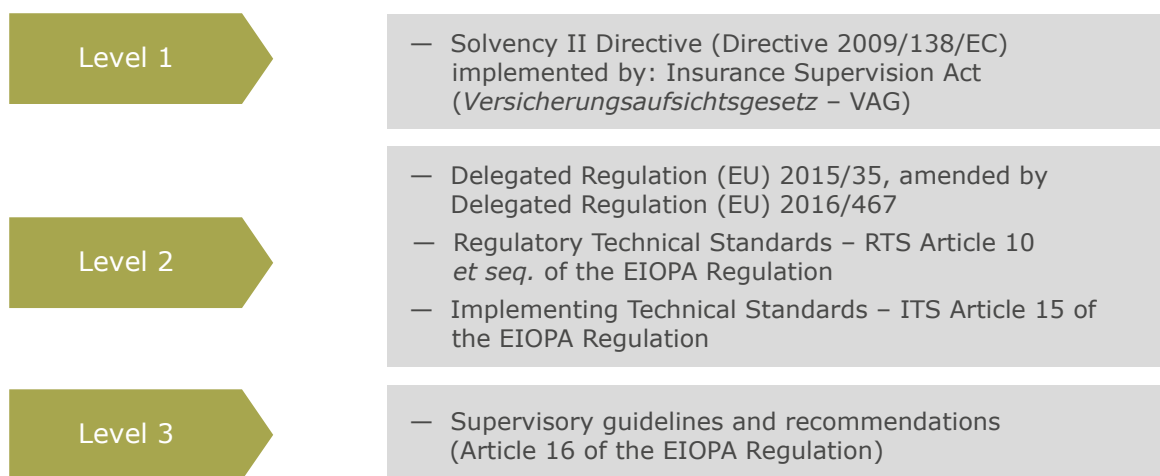 Level 1
— Solvency II Directive (Directive 2009/138/EC)
implemented by: Insurance Supervision Act
(Versicherungsaufsichtsgesetz – VAG)
Level 2
— Delegated Regulation (EU) 2015/35, amended by
Delegated Regulation (EU) 2016/467
— Regulatory Technical Standards – RTS Article 10
et seq. of the EIOPA Regulation
— Implementing Technical Standards – ITS Article 15 of
the EIOPA Regulation
Level 3
— Supervisory guidelines and recommendations
(Article 16 of the EIOPA Regulation)